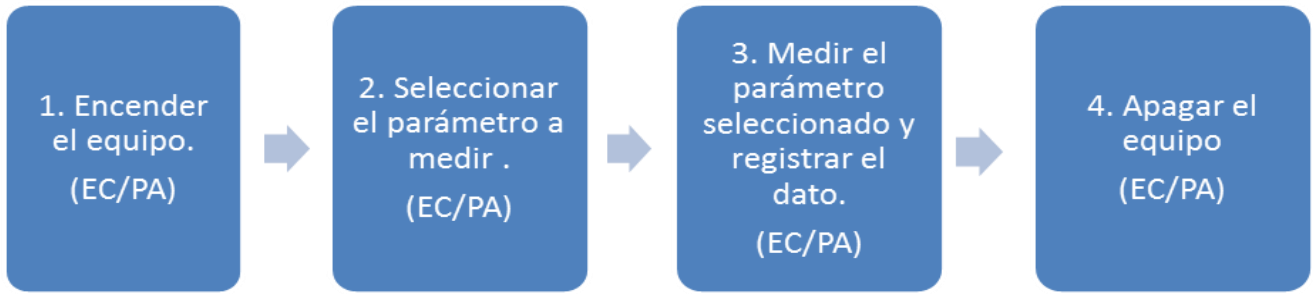 1. Encender
el equipo.
(EC/PA)
2. Seleccionar
el parámetro a
medir .
(EC/PA)
3. Medir el
parámetro
seleccionado y
registrar el
dato.
(EC/PA)
4. Apagar el
equipo
(EC/PA)